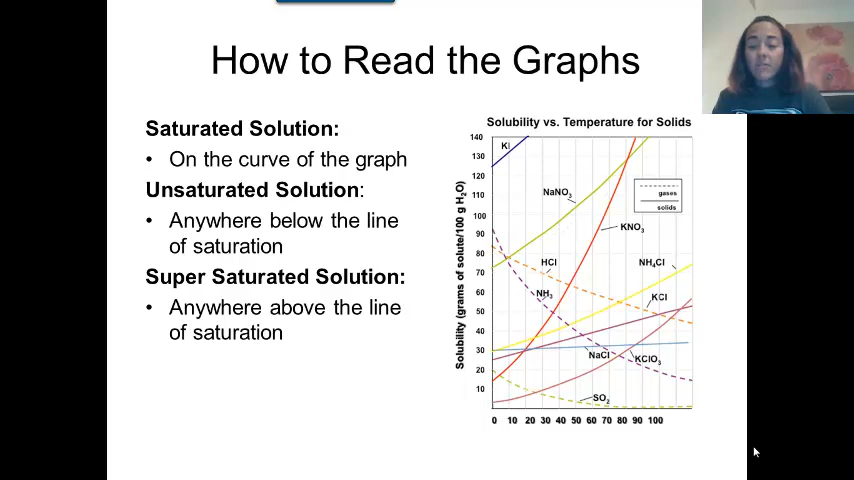 How to Read the Graphs
Saturated Solution:
• On the curve of the graph
Unsaturated Solution:
• Anywhere below the line
of saturation
Super Saturated Solution:
• Anywhere above the line
of saturation
Solubility vs. Temperature for Solids
Solubility (grams of solute/100 g H₂O)
140
130
120
110
100
90
80
70
60
50
40
30
20
10
KI
NaNO₃
gases
solids
KNO₃
HCl
NH₄Cl
NH₃
KCl
NaCl
KClO₃
SO₂
0 10 20 30 40 50 60 70 80 90 100